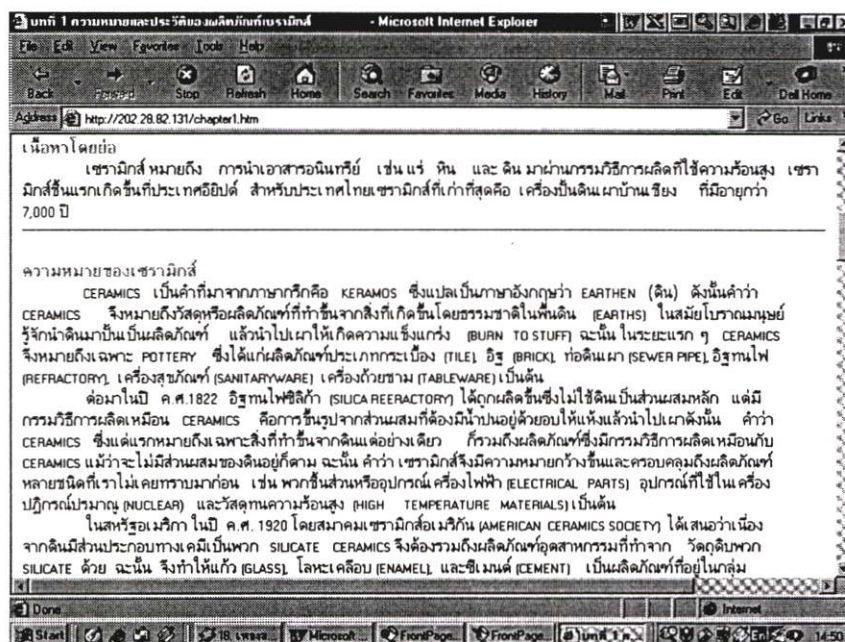 บทที่ 1 ความหมายและประวัติของผลิตภัณฑ์เซรามิกส์ - Microsoft Internet Explorer
File Edit View Favorites Tools Help
Back Forward Stop Refresh Home Search Favorites Media History Mail Print Edit Dell Home
Address http://202.28.82.131/chapter1.htm Go Links
เนื้อหาโดยย่อ
เซรามิกส์ หมายถึง การนำเอาสารอนินทรีย์ เช่น แร่ หิน และ ดิน มาผ่านกรรมวิธีการผลิตที่ใช้ความร้อนสูง เซรา
มิกส์ชิ้นแรกเกิดขึ้นที่ประเทศอียิปต์ สำหรับประเทศไทยเซรามิกส์ที่เก่าที่สุดคือ เครื่องปั้นดินเผาบ้านเชียง ที่มีอายุกว่า
7,000 ปี
ความหมายของเซรามิกส์
CERAMICS เป็นคำที่มาจากภาษากรีกคือ KERAMOS ซึ่งแปลเป็นภาษาอังกฤษว่า EARTHEN (ดิน) ดังนั้นคำว่า
CERAMICS จึงหมายถึงวัสดุหรือผลิตภัณฑ์ที่ทำขึ้นจากสิ่งที่เกิดขึ้นโดยธรรมชาติในพื้นดิน (EARTHS) ในสมัยโบราณมนุษย์
รู้จักนำดินมาปั้นเป็นผลิตภัณฑ์ แล้วนำไปเผาให้เกิดความแข็งแกร่ง (BURN TO STUFF) ฉะนั้น ในระยะแรก ๆ CERAMICS
จึงหมายถึงเฉพาะ POTTERY ซึ่งได้แก่ผลิตภัณฑ์ประเภทกระเบื้อง (TILE), อิฐ (BRICK), ท่อดินเผา (SEWER PIPE), อิฐทนไฟ
(REFRACTORY), เครื่องสุขภัณฑ์ (SANITARYWARE) เครื่องถ้วยชาม (TABLEWARE) เป็นต้น
ต่อมาในปี ค.ศ.1822 อิฐทนไฟซิลิก้า (SILICA REERACTORY) ได้ถูกผลิตขึ้นซึ่งไม่ใช้ดินเป็นส่วนผสมหลัก แต่มี
กรรมวิธีการผลิตเหมือน CERAMICS คือการขึ้นรูปจากส่วนผสมที่ต้องมีน้ำปนอยู่ด้วยอบให้แห้งแล้วนำไปเผาดังนั้น คำว่า
CERAMICS ซึ่งแต่แรกหมายถึงเฉพาะสิ่งที่ทำขึ้นจากดินแต่อย่างเดียว ก็รวมถึงผลิตภัณฑ์ซึ่งมีกรรมวิธีการผลิตเหมือนกับ
CERAMICS แม้ว่าจะไม่มีส่วนผสมของดินอยู่ก็ตาม ฉะนั้น คำว่า เซรามิกส์จึงมีความหมายกว้างขึ้นและครอบคลุมถึงผลิตภัณฑ์
หลายชนิดที่เราไม่เคยทราบมาก่อน เช่น พวกชิ้นส่วนหรืออุปกรณ์เครื่องไฟฟ้า (ELECTRICAL PARTS) อุปกรณ์ที่ใช้ในเครื่อง
ปฏิกรณ์ปรมาณู (NUCLEAR) และวัสดุทนความร้อนสูง (HIGH TEMPERATURE MATERIALS) เป็นต้น
ในสหรัฐอเมริกา ในปี ค.ศ. 1920 โดยสมาคมเซรามิกส์อเมริกัน (AMERICAN CERAMICS SOCIETY) ได้เสนอว่าเนื่อง
จากดินมีส่วนประกอบทางเคมีเป็นพวก SILICATE CERAMICS จึงต้องรวมถึงผลิตภัณฑ์อุตสาหกรรมที่ทำจาก วัตถุดิบพวก
SILICATE ด้วย ฉะนั้น จึงทำให้แก้ว (GLASS), โลหะเคลือบ (ENAMEL), และซีเมนต์ (CEMENT) เป็นผลิตภัณฑ์ที่อยู่ในกลุ่ม
Done Internet
Start Microsoft ... FrontPage... FrontPage...